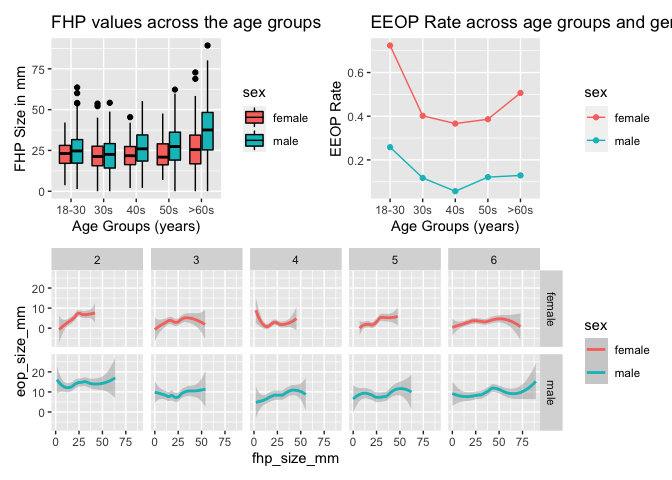 FHP values across the age groups
FHP Size in mm
75
50
25
0
18-30 30s 40s 50s >60s
Age Groups (years)
sex
female
male
EEOP Rate across age groups and ger
EEOP Rate
0.6
0.4
0.2
18-30 30s 40s 50s >60s
Age Groups (years)
sex
female
male
2 3 4 5 6
eop_size_mm
20
10
0
female
20
10
0
male
0 25 50 75 0 25 50 75 0 25 50 75 0 25 50 75 0 25 50 75
fhp_size_mm
sex
female
male